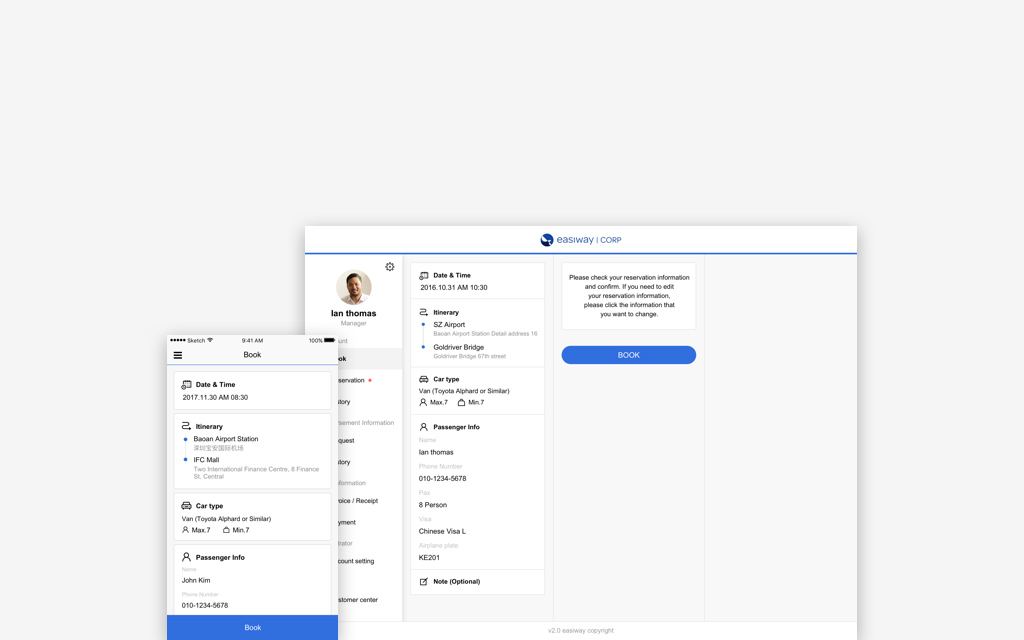 easiway | CORP
Ian thomas
Manager
servation
story
rsement Information
quest
story
formation
voice / Receipt
yment
trator
count setting
stomer center
Date & Time
2016.10.31 AM 10:30
Itinerary
SZ Airport
Baoan Airport Station Detail address 16
Goldriver Bridge
Goldriver Bridge 67th street
Car type
Van (Toyota Alphard or Similar)
Max.7 Min.7
Passenger Info
Name
Ian thomas
Phone Number
010-1234-5678
Pax
8 Person
Visa
Chinese Visa L
Airplane plate
KE201
Note (Optional)
Please check your reservation information
and confirm. If you need to edit
your reservation information,
please click the information that
you want to change.
BOOK
v2.0 easiway copyright
Sketch 9:41 AM 100%
Book
Date & Time
2017.11.30 AM 08:30
Itinerary
Baoan Airport Station
深圳宝安国际机场
IFC Mall
Two International Finance Centre, 8 Finance
St, Central
Car type
Van (Toyota Alphard or Similar)
Max.7 Min.7
Passenger Info
Name
John Kim
Phone Number
010-1234-5678
Book